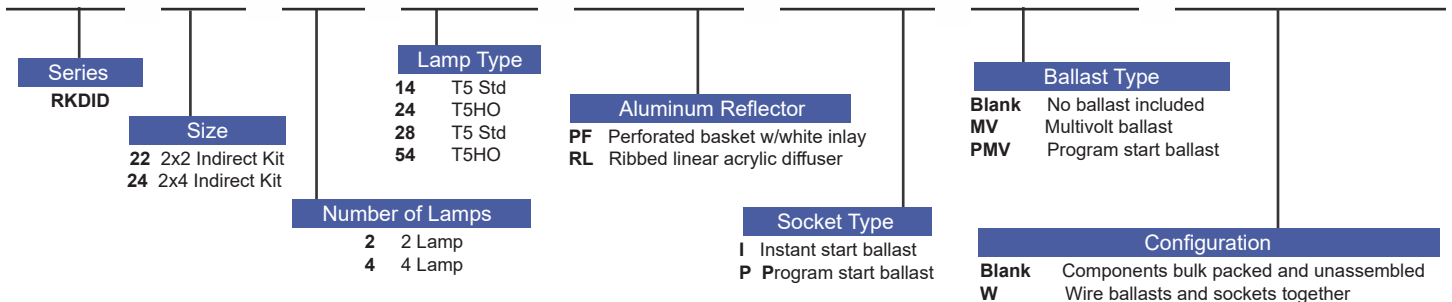 Series
RKDID
Size
22 2x2 Indirect Kit
24 2x4 Indirect Kit
Number of Lamps
2 2 Lamp
4 4 Lamp
Lamp Type
14 T5 Std
24 T5HO
28 T5 Std
54 T5HO
Aluminum Reflector
PF Perforated basket w/white inlay
RL Ribbed linear acrylic diffuser
Socket Type
I Instant start ballast
P Program start ballast
Ballast Type
Blank No ballast included
MV Multivolt ballast
PMV Program start ballast
Configuration
Blank Components bulk packed and unassembled
W Wire ballasts and sockets together